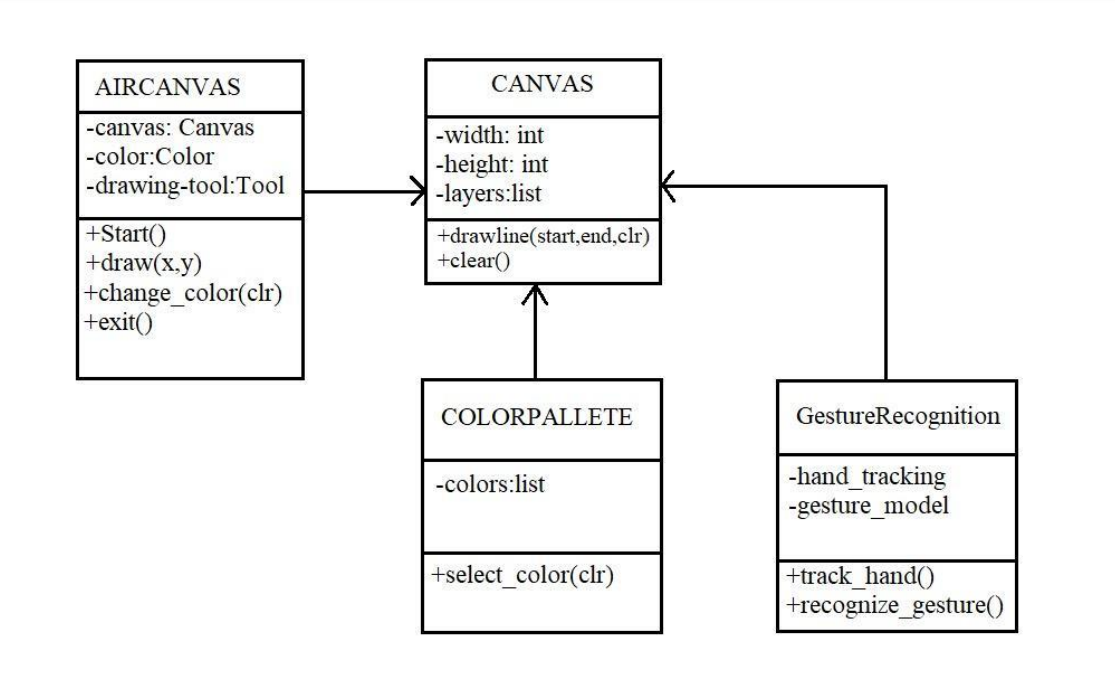 AIRCANVAS
-canvas: Canvas
-color:Color
-drawing-tool:Tool
+Start()
+draw(x,y)
+change_color(clr)
+exit()
CANVAS
-width: int
-height: int
-layers:list
+drawline(start,end,clr)
+clear()
COLORPALLETE
-colors:list
+select_color(clr)
GestureRecognition
-hand_tracking
-gesture_model
+track_hand()
+recognize_gesture()